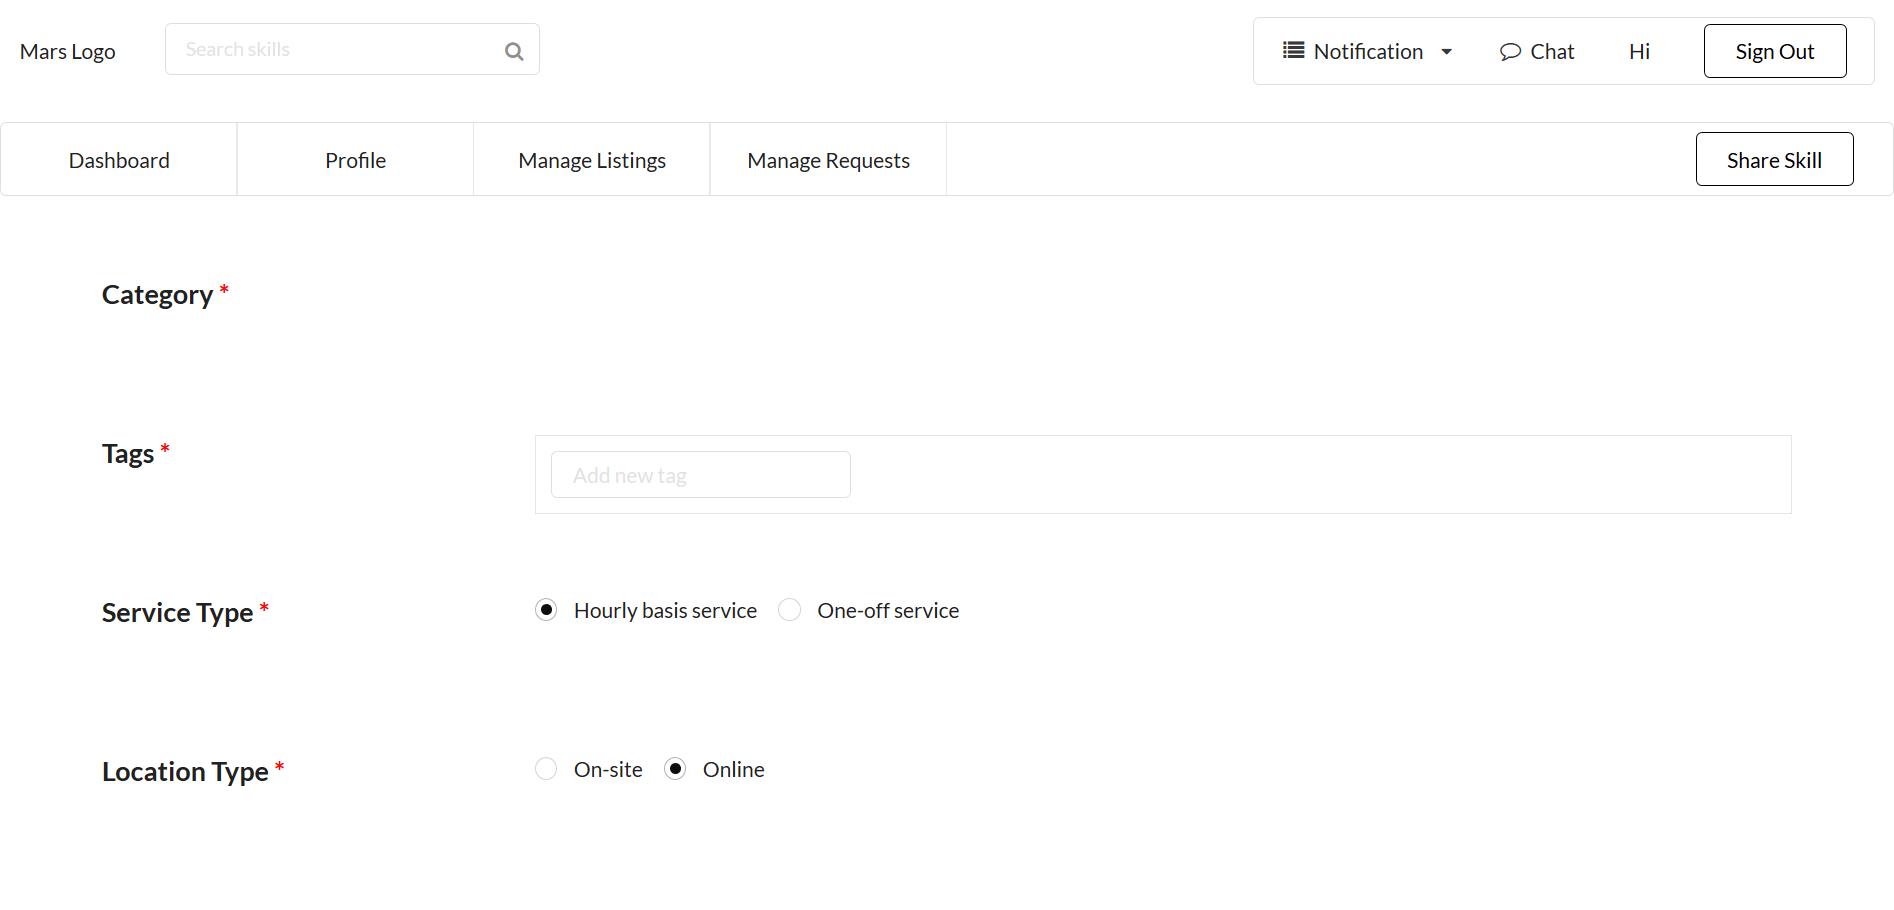 Mars Logo Search skills Notification Chat Hi Sign Out
Dashboard Profile Manage Listings Manage Requests Share Skill
Category *
Tags * Add new tag
Service Type * Hourly basis service One-off service
Location Type * On-site Online